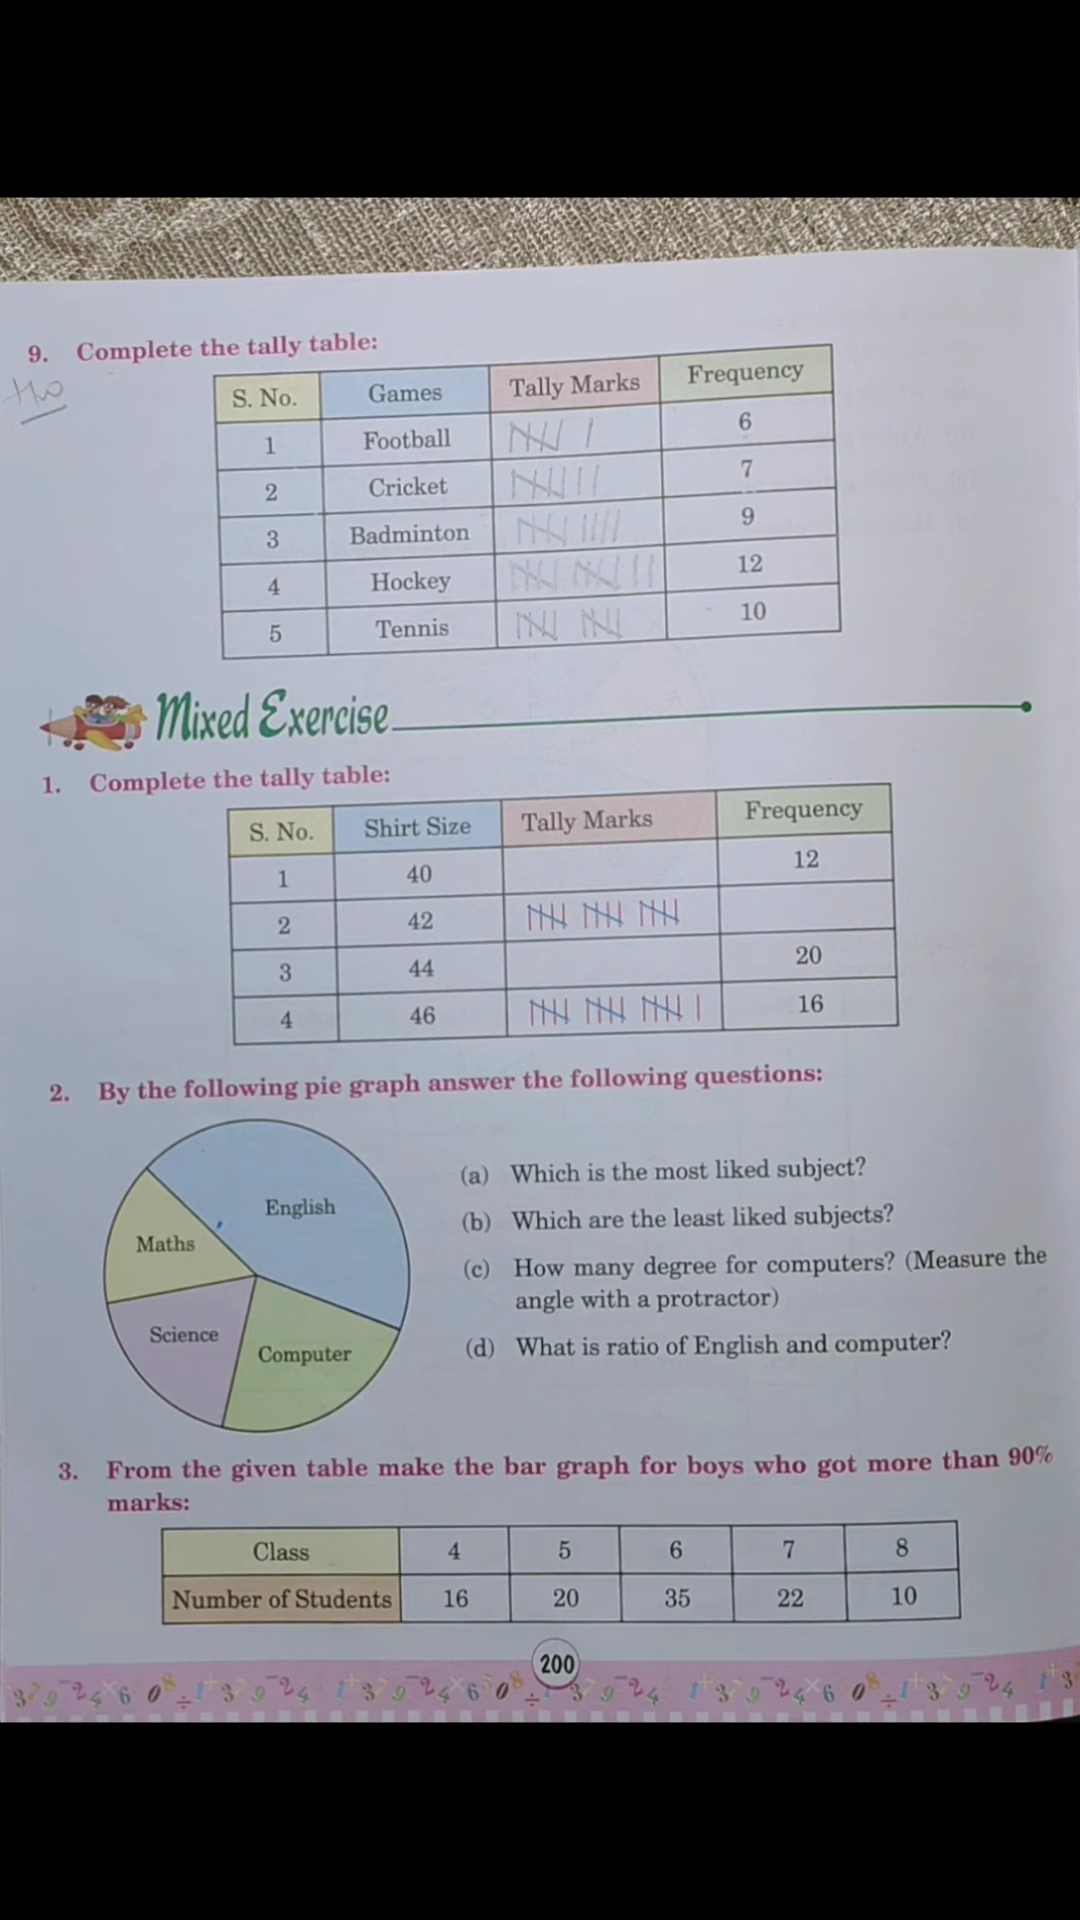 9. Complete the tally table:
HW
S. No. Games Tally Marks Frequency
1 Football 6
2 Cricket 7
3 Badminton 9
4 Hockey 12
5 Tennis 10
Mixed Exercise
1. Complete the tally table:
S. No. Shirt Size Tally Marks Frequency
1 40 12
2 42
3 44 20
4 46 16
2. By the following pie graph answer the following questions:
English
Maths
Science
Computer
(a) Which is the most liked subject?
(b) Which are the least liked subjects?
(c) How many degree for computers? (Measure the
angle with a protractor)
(d) What is ratio of English and computer?
3. From the given table make the bar graph for boys who got more than 90%
marks:
Class 4 5 6 7 8
Number of Students 16 20 35 22 10
200